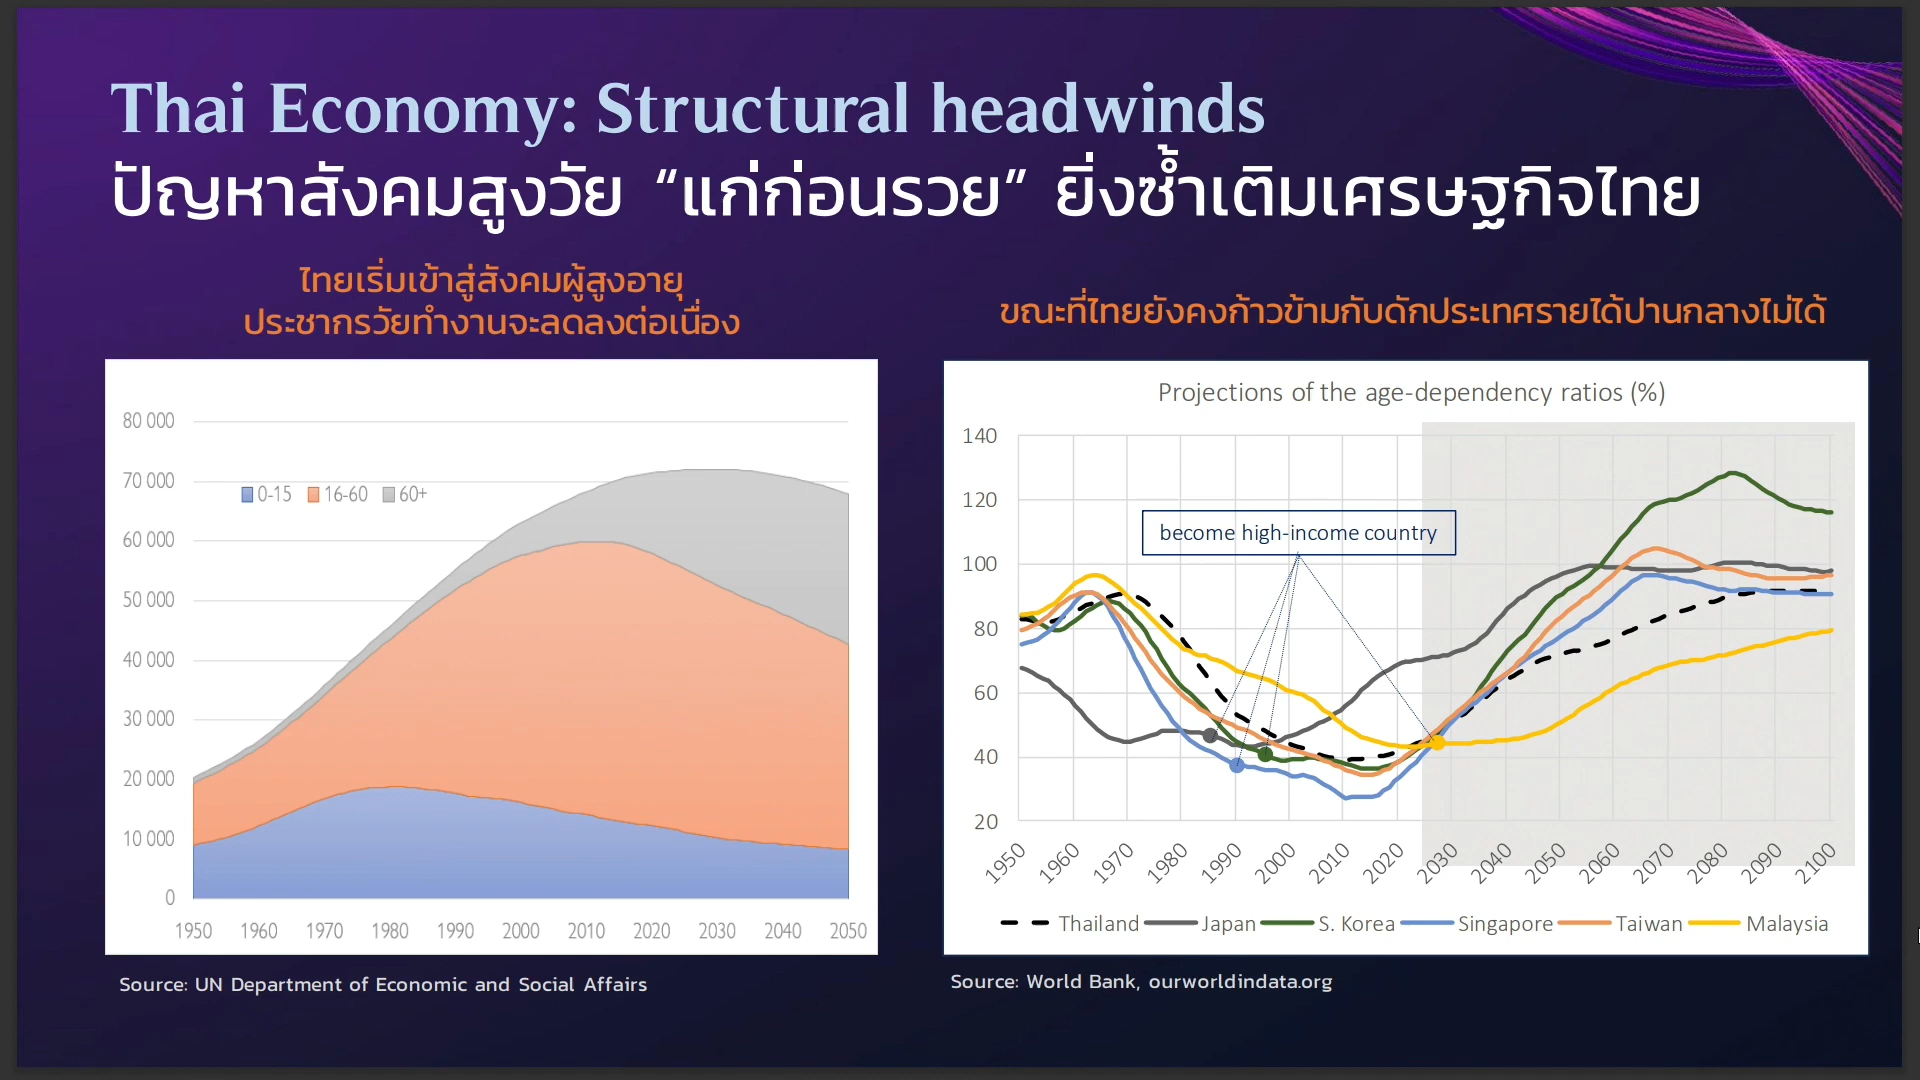 Thai Economy: Structural headwinds
ปัญหาสังคมสูงวัย “แก่ก่อนรวย” ยิ่งซ้ำเติมเศรษฐกิจไทย
ไทยเริ่มเข้าสู่สังคมผู้สูงอายุ
ประชากรวัยทำงานจะลดลงต่อเนื่อง
80 000
70 000
60 000
50 000
40 000
30 000
20 000
10 000
0
0-15 16-60 60+
1950 1960 1970 1980 1990 2000 2010 2020 2030 2040 2050
Source: UN Department of Economic and Social Affairs
ขณะที่ไทยยังคงก้าวข้ามกับดักประเทศรายได้ปานกลางไม่ได้
Projections of the age-dependency ratios (%)
140
120
100
80
60
40
20
become high-income country
1950 1960 1970 1980 1990 2000 2010 2020 2030 2040 2050 2060 2070 2080 2090 2100
Thailand Japan S. Korea Singapore Taiwan Malaysia
Source: World Bank, ourworldindata.org